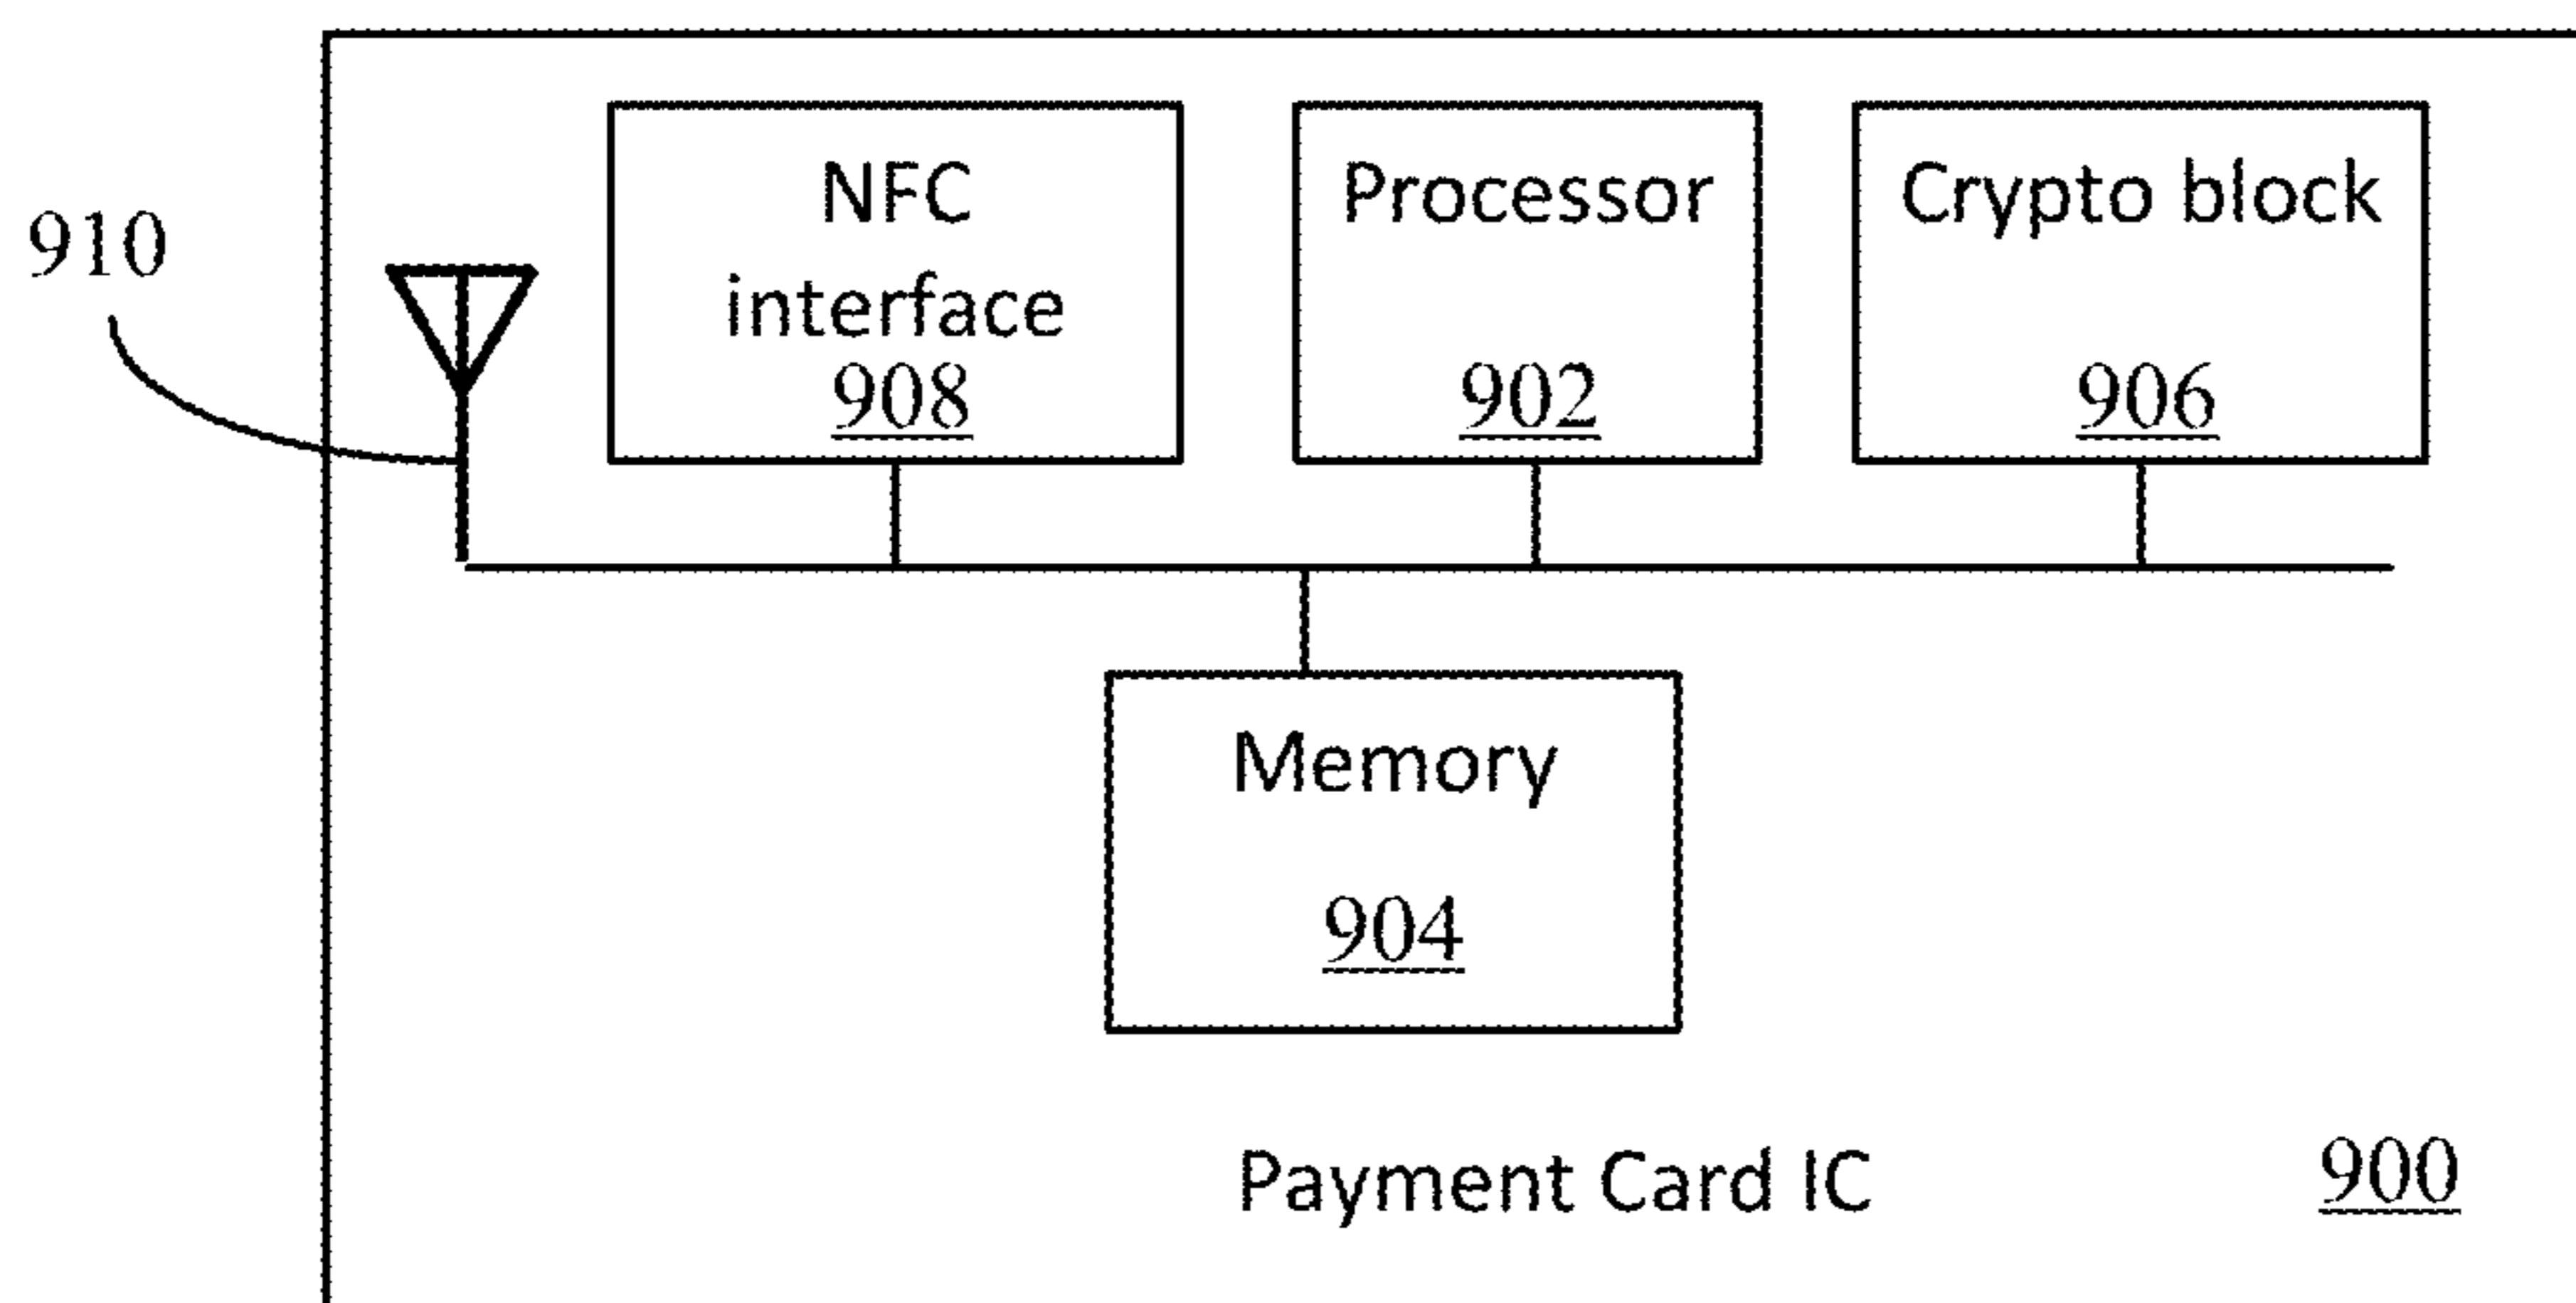 910
NFC
interface
908
Processor
902
Crypto block
906
Memory
904
Payment Card IC
900